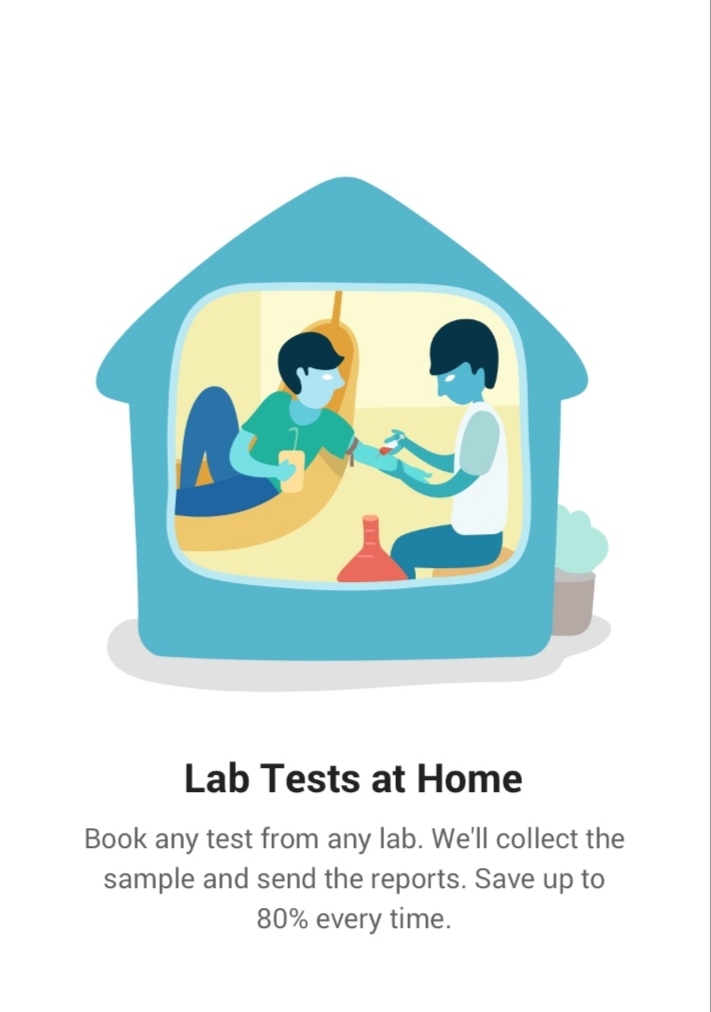 Lab Tests at Home
Book any test from any lab. We'll collect the
sample and send the reports. Save up to
80% every time.